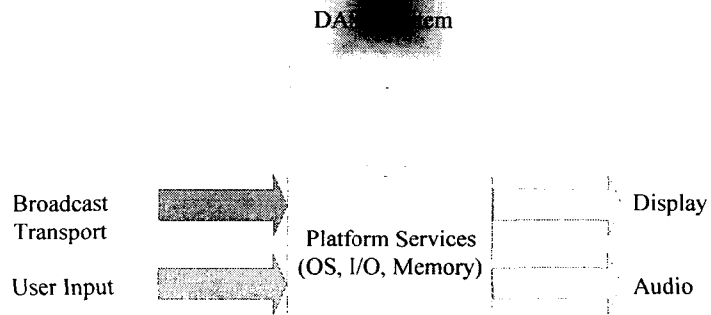 Broadcast
Transport
User Input
Platform Services
(OS, I/O, Memory)
Display
Audio